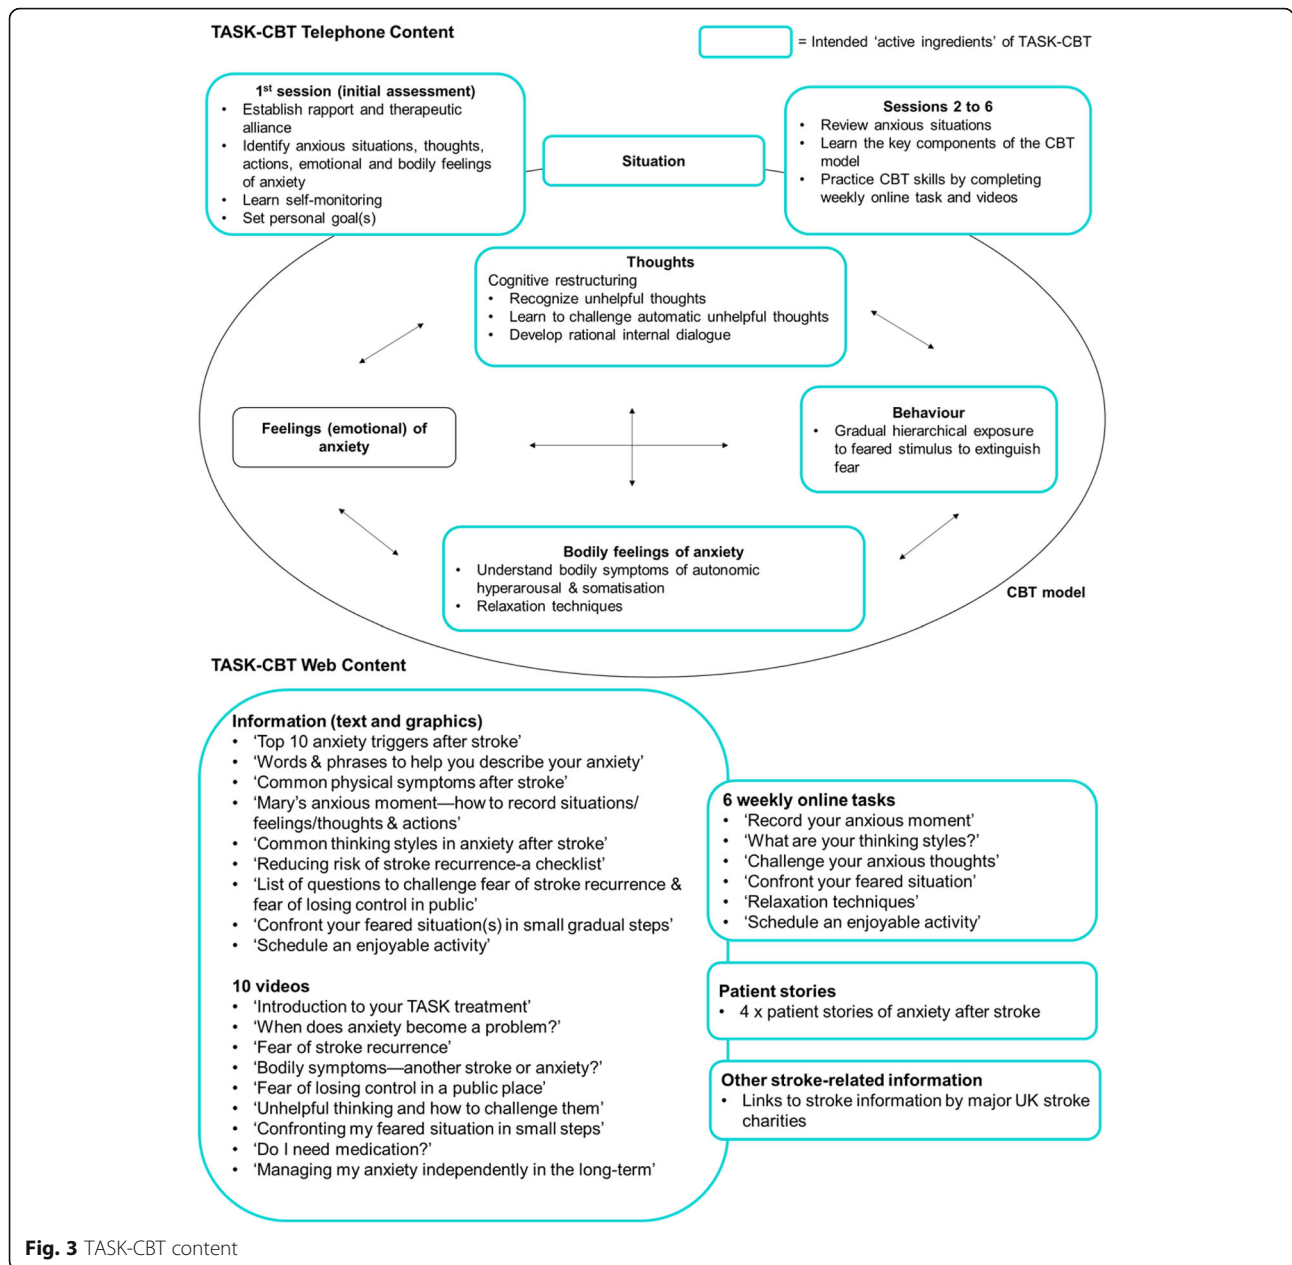 TASK-CBT Telephone Content
= Intended ‘active ingredients’ of TASK-CBT
1st session (initial assessment)
• Establish rapport and therapeutic
alliance
• Identify anxious situations, thoughts,
actions, emotional and bodily feelings
of anxiety
• Learn self-monitoring
• Set personal goal(s)
Situation
Sessions 2 to 6
• Review anxious situations
• Learn the key components of the CBT
model
• Practice CBT skills by completing
weekly online task and videos
Thoughts
Cognitive restructuring
• Recognize unhelpful thoughts
• Learn to challenge automatic unhelpful thoughts
• Develop rational internal dialogue
Feelings (emotional) of
anxiety
Behaviour
• Gradual hierarchical exposure
to feared stimulus to extinguish
fear
Bodily feelings of anxiety
• Understand bodily symptoms of autonomic
hyperarousal & somatisation
• Relaxation techniques
CBT model
TASK-CBT Web Content
Information (text and graphics)
• ‘Top 10 anxiety triggers after stroke’
• ‘Words & phrases to help you describe your anxiety’
• ‘Common physical symptoms after stroke’
• ‘Mary’s anxious moment—how to record situations/
feelings/thoughts & actions’
• ‘Common thinking styles in anxiety after stroke’
• ‘Reducing risk of stroke recurrence-a checklist’
• ‘List of questions to challenge fear of stroke recurrence &
fear of losing control in public’
• ‘Confront your feared situation(s) in small gradual steps’
• ‘Schedule an enjoyable activity’
10 videos
• ‘Introduction to your TASK treatment’
• ‘When does anxiety become a problem?’
• ‘Fear of stroke recurrence’
• ‘Bodily symptoms—another stroke or anxiety?’
• ‘Fear of losing control in a public place’
• ‘Unhelpful thinking and how to challenge them’
• ‘Confronting my feared situation in small steps’
• ‘Do I need medication?’
• ‘Managing my anxiety independently in the long-term’
6 weekly online tasks
• ‘Record your anxious moment’
• ‘What are your thinking styles?’
• ‘Challenge your anxious thoughts’
• ‘Confront your feared situation’
• ‘Relaxation techniques’
• ‘Schedule an enjoyable activity’
Patient stories
• 4 x patient stories of anxiety after stroke
Other stroke-related information
• Links to stroke information by major UK stroke
charities
Fig. 3 TASK-CBT content